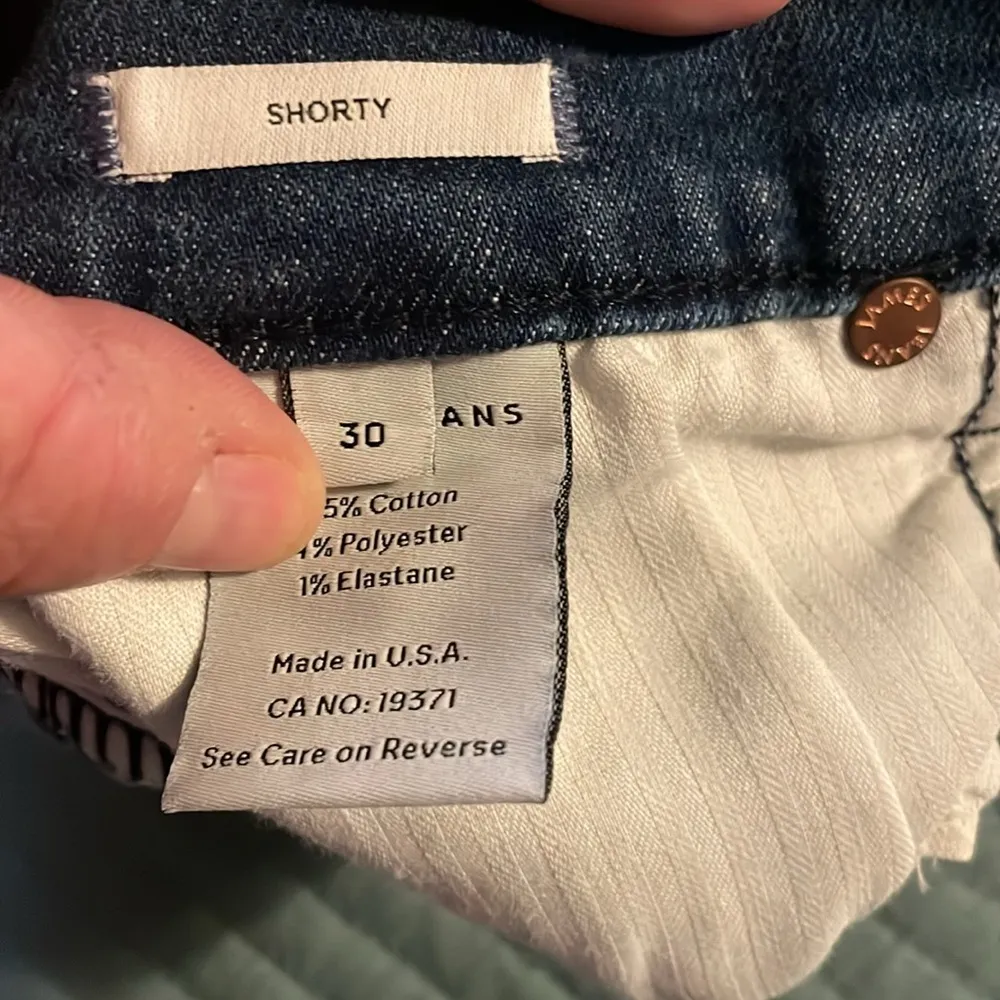 SHORTY
JAMES JEANS
30
ANS
5% Cotton
% Polyester
1% Elastane
Made in U.S.A.
CA NO: 19371
See Care on Reverse